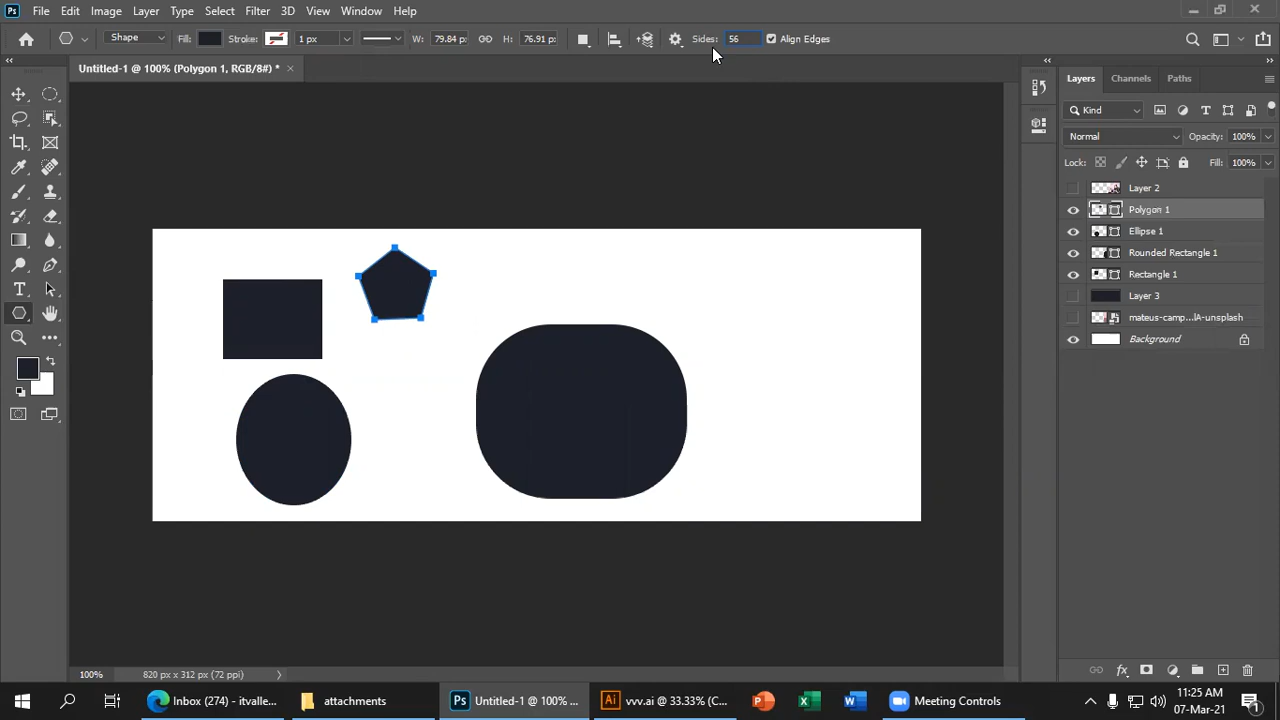 Ps File Edit Image Layer Type Select Filter 3D View Window Help
Shape Fill: Stroke: 1 px W: 79.84 px H: 76.91 px Sides: 56 Align Edges
Untitled-1 @ 100% (Polygon 1, RGB/8#) *
Layers Channels Paths
Kind
Normal Opacity: 100%
Lock: Fill: 100%
Layer 2
Polygon 1
Ellipse 1
Rounded Rectangle 1
Rectangle 1
Layer 3
mateus-camp...lA-unsplash
Background
100% 820 px x 312 px (72 ppi)
Inbox (274) - itvalle... attachments Ps Untitled-1 @ 100% ... Ai vvv.ai @ 33.33% (C... Meeting Controls
11:25 AM
07-Mar-21